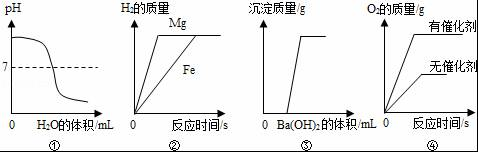 pH
7
0
H₂O的体积/mL
①
H₂的质量/g
Mg
Fe
0
反应时间/s
②
沉淀质量/g
0
Ba(OH)₂的体积/mL
③
O₂的质量/g
有催化剂
无催化剂
0
反应时间/s
④